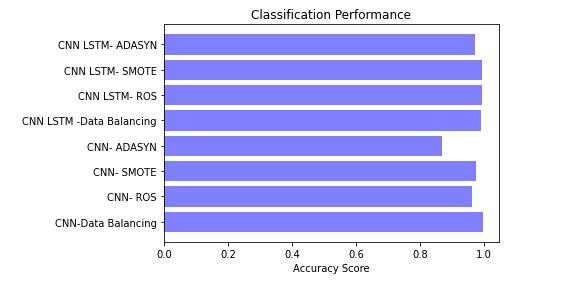 Classification Performance
CNN LSTM- ADASYN
CNN LSTM- SMOTE
CNN LSTM- ROS
CNN LSTM -Data Balancing
CNN- ADASYN
CNN- SMOTE
CNN- ROS
CNN-Data Balancing
0.0 0.2 0.4 0.6 0.8 1.0
Accuracy Score